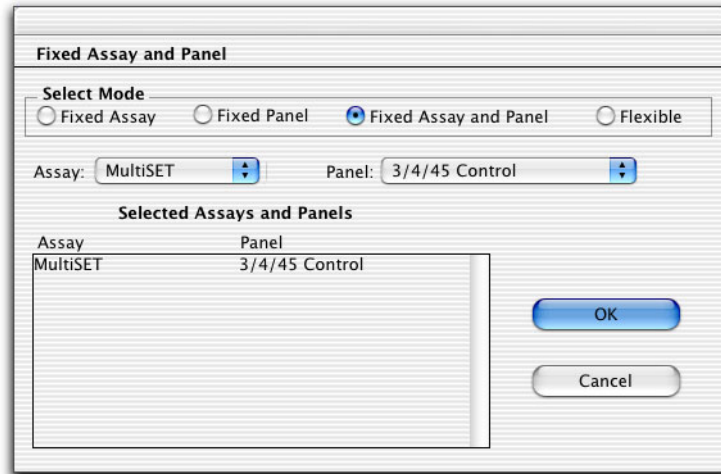 Fixed Assay and Panel
Select Mode
Fixed Assay Fixed Panel Fixed Assay and Panel Flexible
Assay: MultiSET Panel: 3/4/45 Control
Selected Assays and Panels
Assay Panel
MultiSET 3/4/45 Control
OK
Cancel